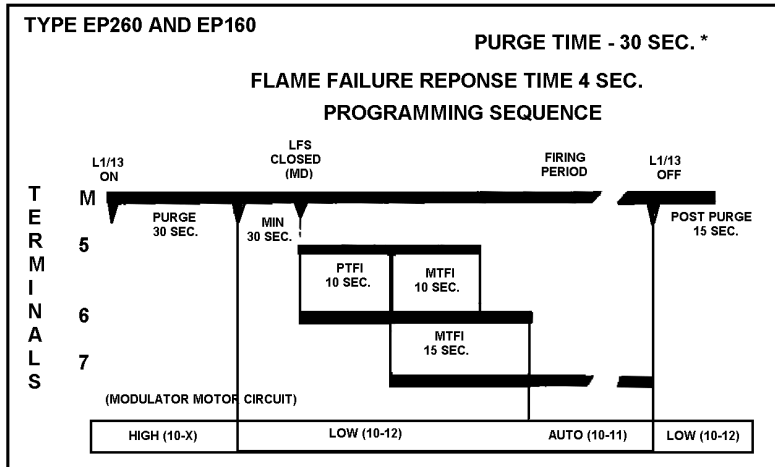 TYPE EP260 AND EP160
PURGE TIME - 30 SEC. *
FLAME FAILURE REPONSE TIME 4 SEC.
PROGRAMMING SEQUENCE
L1/13
ON
LFS
CLOSED
(MD)
FIRING
PERIOD
L1/13
OFF
TERMINALS
M
PURGE
30 SEC.
MIN
30 SEC.
POST PURGE
15 SEC.
5
PTFI
10 SEC.
MTFI
10 SEC.
6
MTFI
15 SEC.
7
(MODULATOR MOTOR CIRCUIT)
HIGH (10-X)
LOW (10-12)
AUTO (10-11)
LOW (10-12)